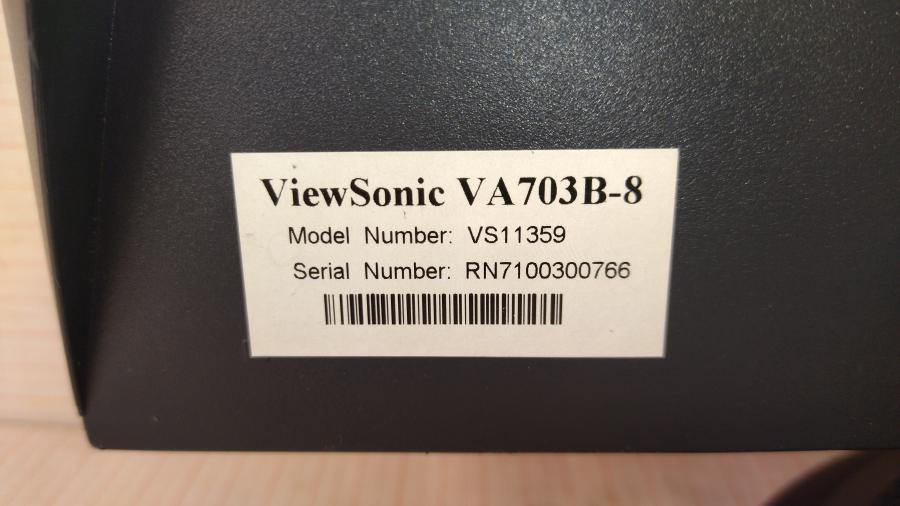 ViewSonic VA703B-8
Model Number: VS11359
Serial Number: RN7100300766